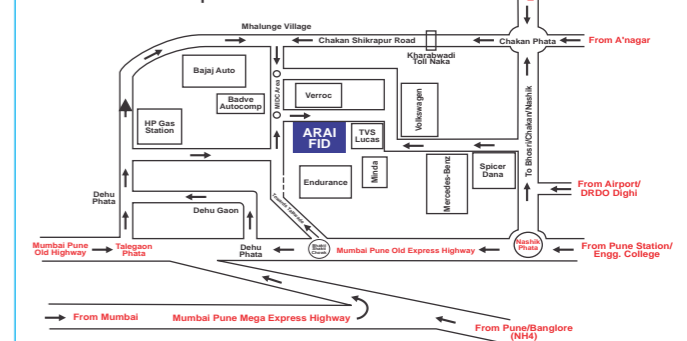 Mhalunge Village
Chakan Shikrapur Road
Kharabwadi
Toll Naka
Chakan Phata
From A'nagar
Bajaj Auto
Badve
Autocomp
MIDC Area
Verroc
Volkswagen
To Bhosri/Chakan/Nashik
HP Gas
Station
ARAI
FID
TVS
Lucas
Endurance
Minda
Mercedes-Benz
Spicer
Dana
From Airport/
DRDO Dighi
Dehu
Phata
Dehu Gaon
Mumbai Pune
Old Highway
Talegaon
Phata
Dehu
Phata
Mumbai Pune Old Express Highway
Nashik
Phata
From Pune Station/
Engg. College
From Mumbai
Mumbai Pune Mega Express Highway
From Pune/Banglore
(NH4)